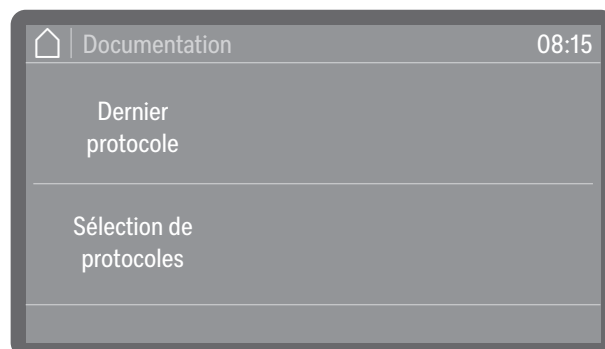 Documentation 08:15
Dernier
protocole
Sélection de
protocoles